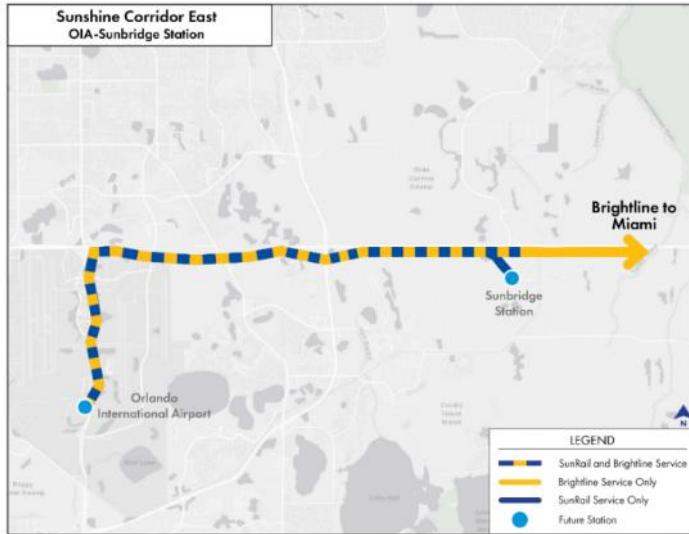 Sunshine Corridor East
OIA-Sunbridge Station
Brightline to
Miami
Sunbridge
Station
Orlando
International Airport
N
LEGEND
SunRail and Brightline Service
Brightline Service Only
SunRail Service Only
Future Station